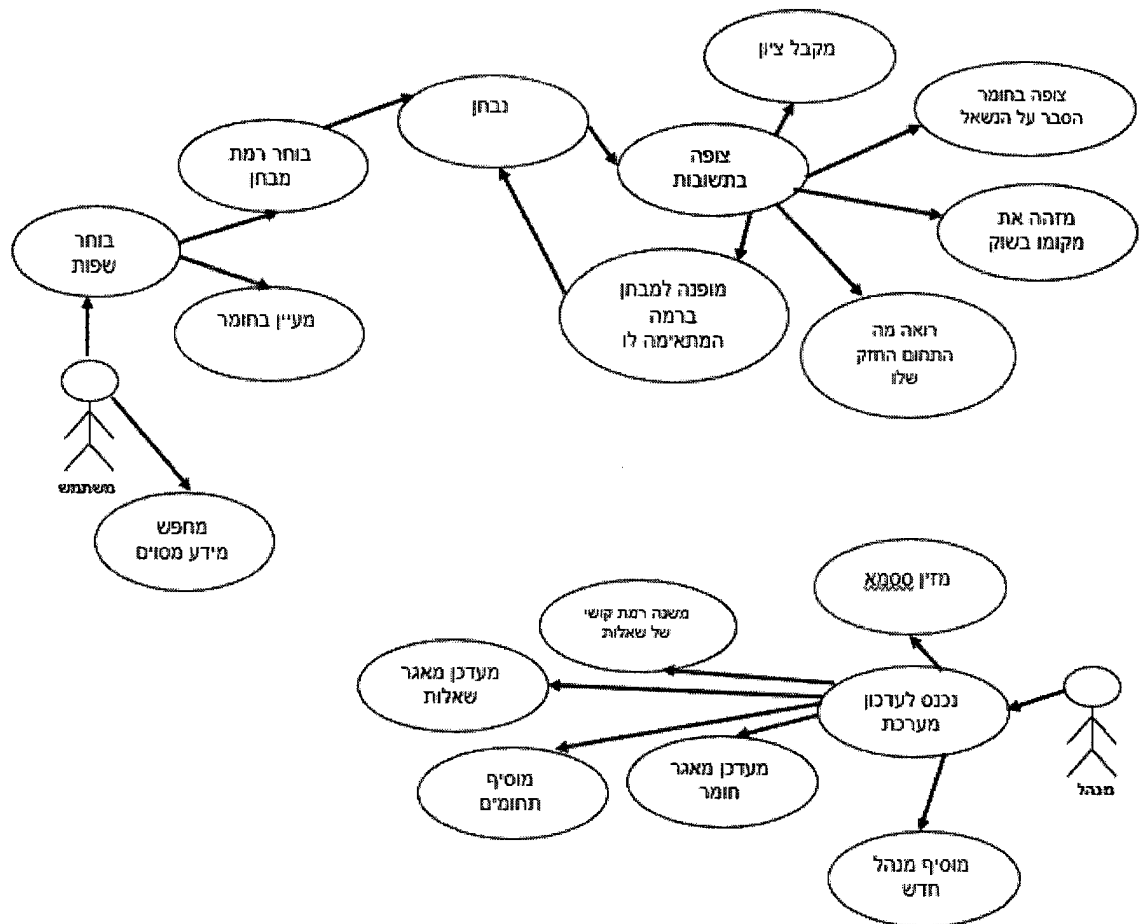 מקבל ציון
צופה בחומר
הסבר על הנשאל
נבחן
בוחר רמת
מבחן
צופה
בתשובות
מזהה את
מקומו בשוק
בוחר
שפות
מעיין בחומר
מופנה למבחן
ברמה
המתאימה לו
רואה מה
התחום החזק
שלו
משתמש
מחפש
מידע מסוים
מזין ססמא
משנה רמת קושי
של שאלות
מעדכן מאגר
שאלות
נכנס לעדכון
מערכת
מוסיף
תחומים
מעדכן מאגר
חומר
מנהל
מוסיף מנהל
חדש